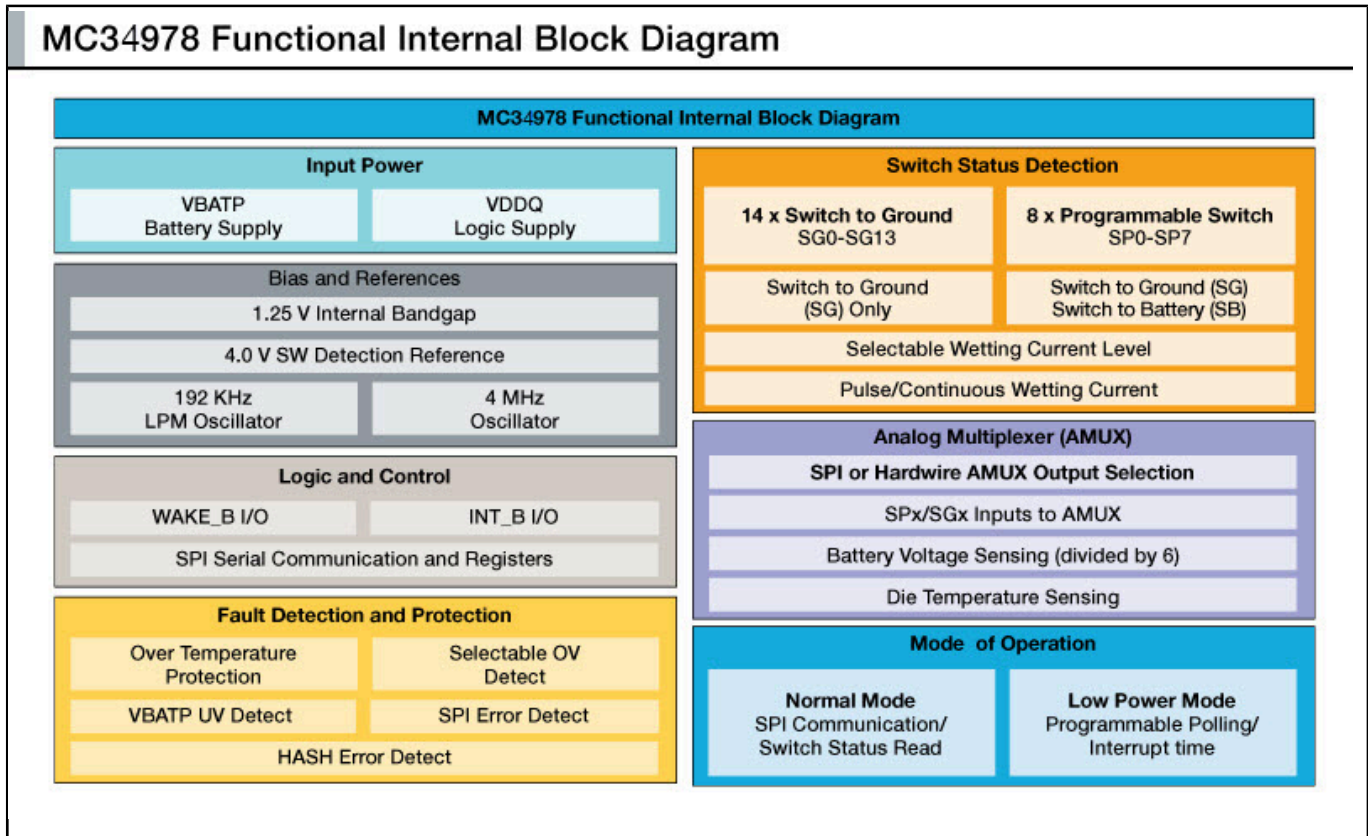 MC34978 Functional Internal Block Diagram
MC34978 Functional Internal Block Diagram
Input Power
VBATP
Battery Supply
VDDQ
Logic Supply
Bias and References
1.25 V Internal Bandgap
4.0 V SW Detection Reference
192 KHz
LPM Oscillator
4 MHz
Oscillator
Logic and Control
WAKE_B I/O
INT_B I/O
SPI Serial Communication and Registers
Fault Detection and Protection
Over Temperature
Protection
Selectable OV
Detect
VBATP UV Detect
SPI Error Detect
HASH Error Detect
Switch Status Detection
14 x Switch to Ground
SG0-SG13
8 x Programmable Switch
SP0-SP7
Switch to Ground
(SG) Only
Switch to Ground (SG)
Switch to Battery (SB)
Selectable Wetting Current Level
Pulse/Continuous Wetting Current
Analog Multiplexer (AMUX)
SPI or Hardwire AMUX Output Selection
SPx/SGx Inputs to AMUX
Battery Voltage Sensing (divided by 6)
Die Temperature Sensing
Mode of Operation
Normal Mode
SPI Communication/
Switch Status Read
Low Power Mode
Programmable Polling/
Interrupt time